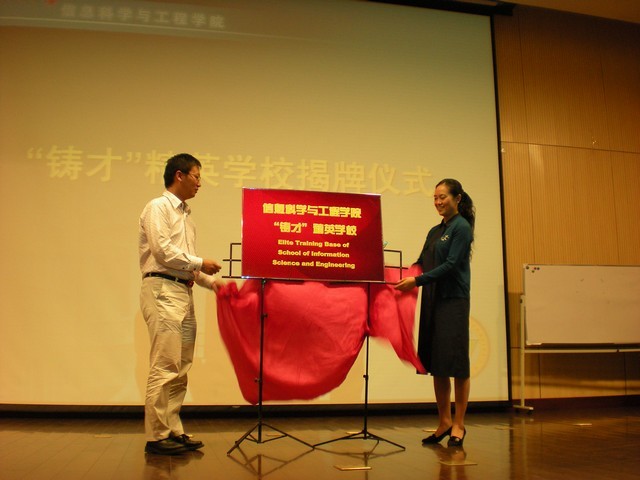 信息科学与工程学院
“铸才”精英学校揭牌仪式
信息科学与工程学院
“铸才”精英学校
Elite Training Base of
School of Information
Science and Engineering